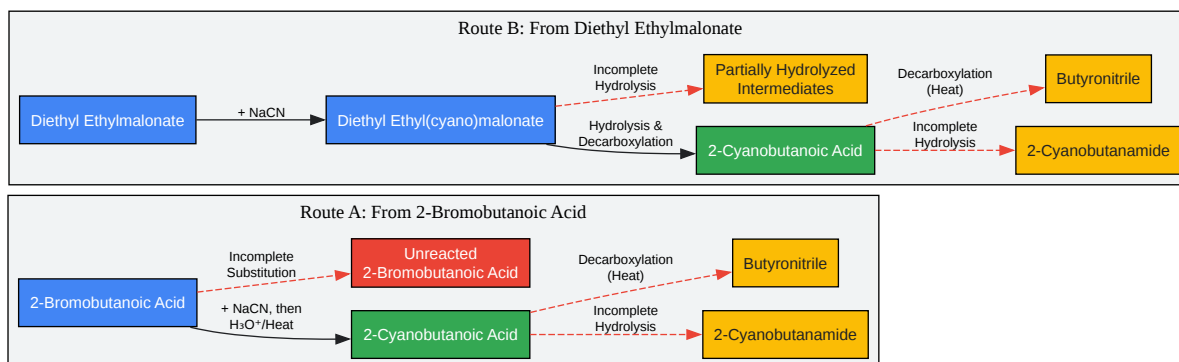 Route B: From Diethyl Ethylmalonate
Diethyl Ethylmalonate
+ NaCN
Diethyl Ethyl(cyano)malonate
Incomplete
Hydrolysis
Partially Hydrolyzed
Intermediates
Hydrolysis &
Decarboxylation
2-Cyanobutanoic Acid
Decarboxylation
(Heat)
Butyronitrile
Incomplete
Hydrolysis
2-Cyanobutanamide
Route A: From 2-Bromobutanoic Acid
2-Bromobutanoic Acid
Incomplete
Substitution
Unreacted
2-Bromobutanoic Acid
+ NaCN, then
H₃O⁺/Heat
2-Cyanobutanoic Acid
Decarboxylation
(Heat)
Butyronitrile
Incomplete
Hydrolysis
2-Cyanobutanamide